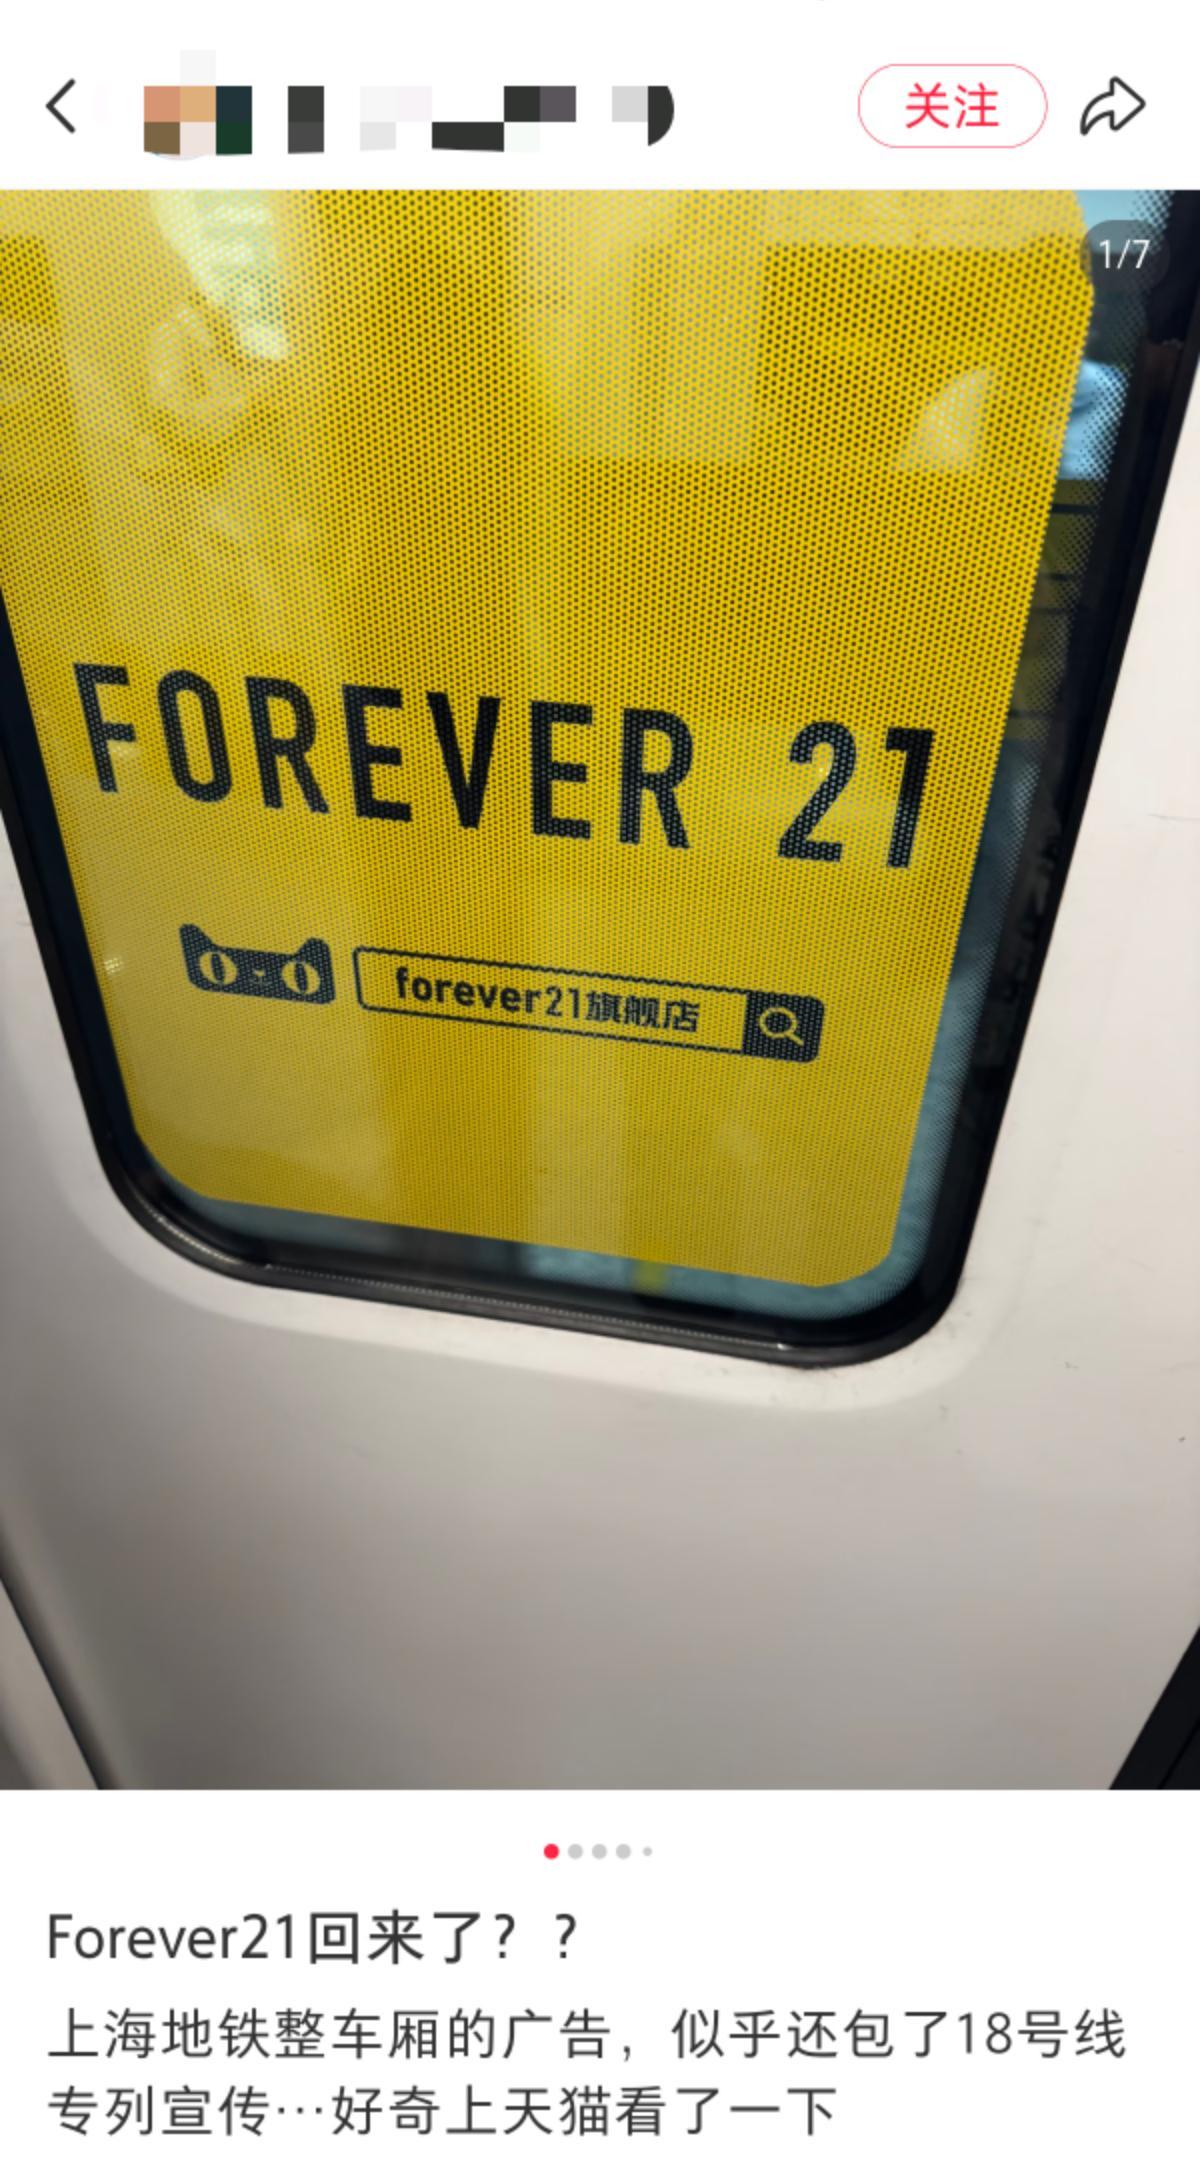 关注
1/7
FOREVER 21
forever21旗舰店
Forever21回来了？？
上海地铁整车厢的广告，似乎还包了18号线
专列宣传…好奇上天猫看了一下